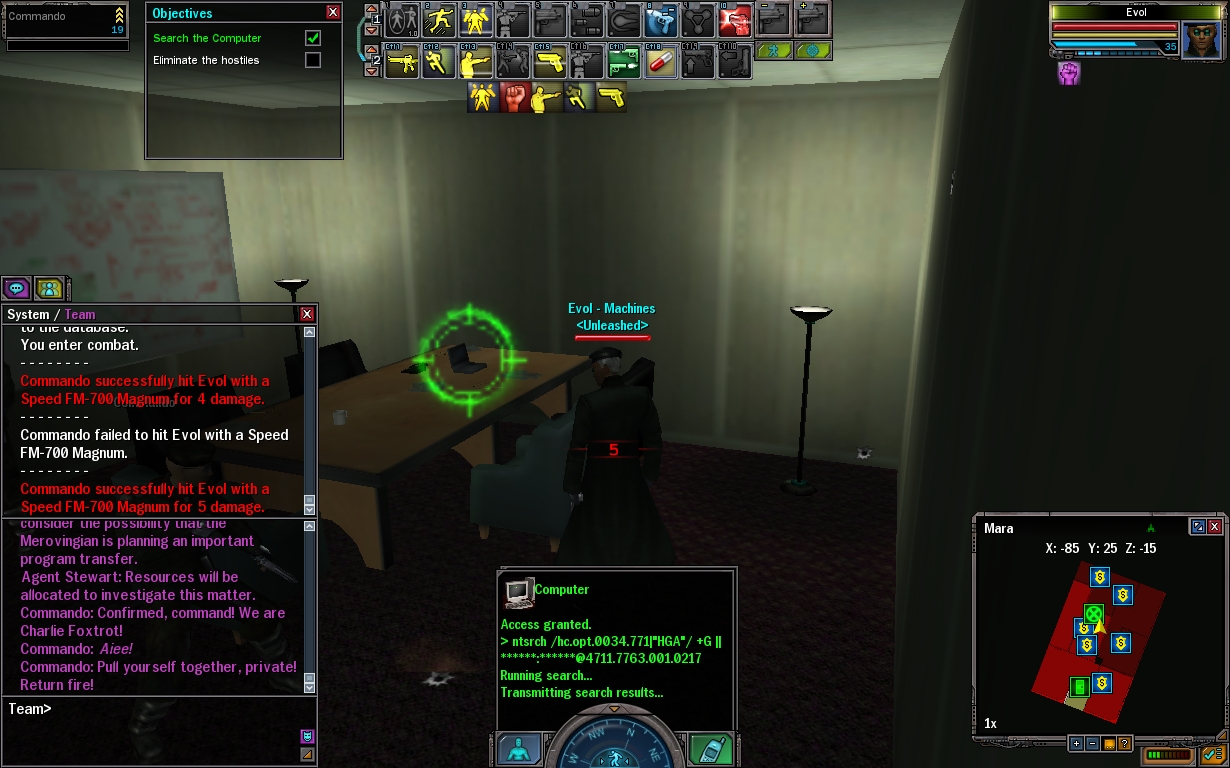 Commando
19
Objectives
Search the Computer
Eliminate the hostiles
1
2
Evol
35
Evol - Machines
<Unleashed>
5
System / Team
to the database.
You enter combat.
- - - - - - - -
Commando successfully hit Evol with a
Speed FM-700 Magnum for 4 damage.
- - - - - - - -
Commando failed to hit Evol with a Speed
FM-700 Magnum.
- - - - - - - -
Commando successfully hit Evol with a
Speed FM-700 Magnum for 5 damage.
consider the possibility that the
Merovingian is planning an important
program transfer.
Agent Stewart: Resources will be
allocated to investigate this matter.
Commando: Confirmed, command! We are
Charlie Foxtrot!
Commando: Aiee!
Commando: Pull yourself together, private!
Return fire!
Team>
Computer
Access granted.
> ntsrch /hc.opt.0034.771|"HGA"/ +G ||
******:******@4711.7763.001.0217
Running search...
Transmitting search results...
NW N NE
Mara
X: -85 Y: 25 Z: -15
1x